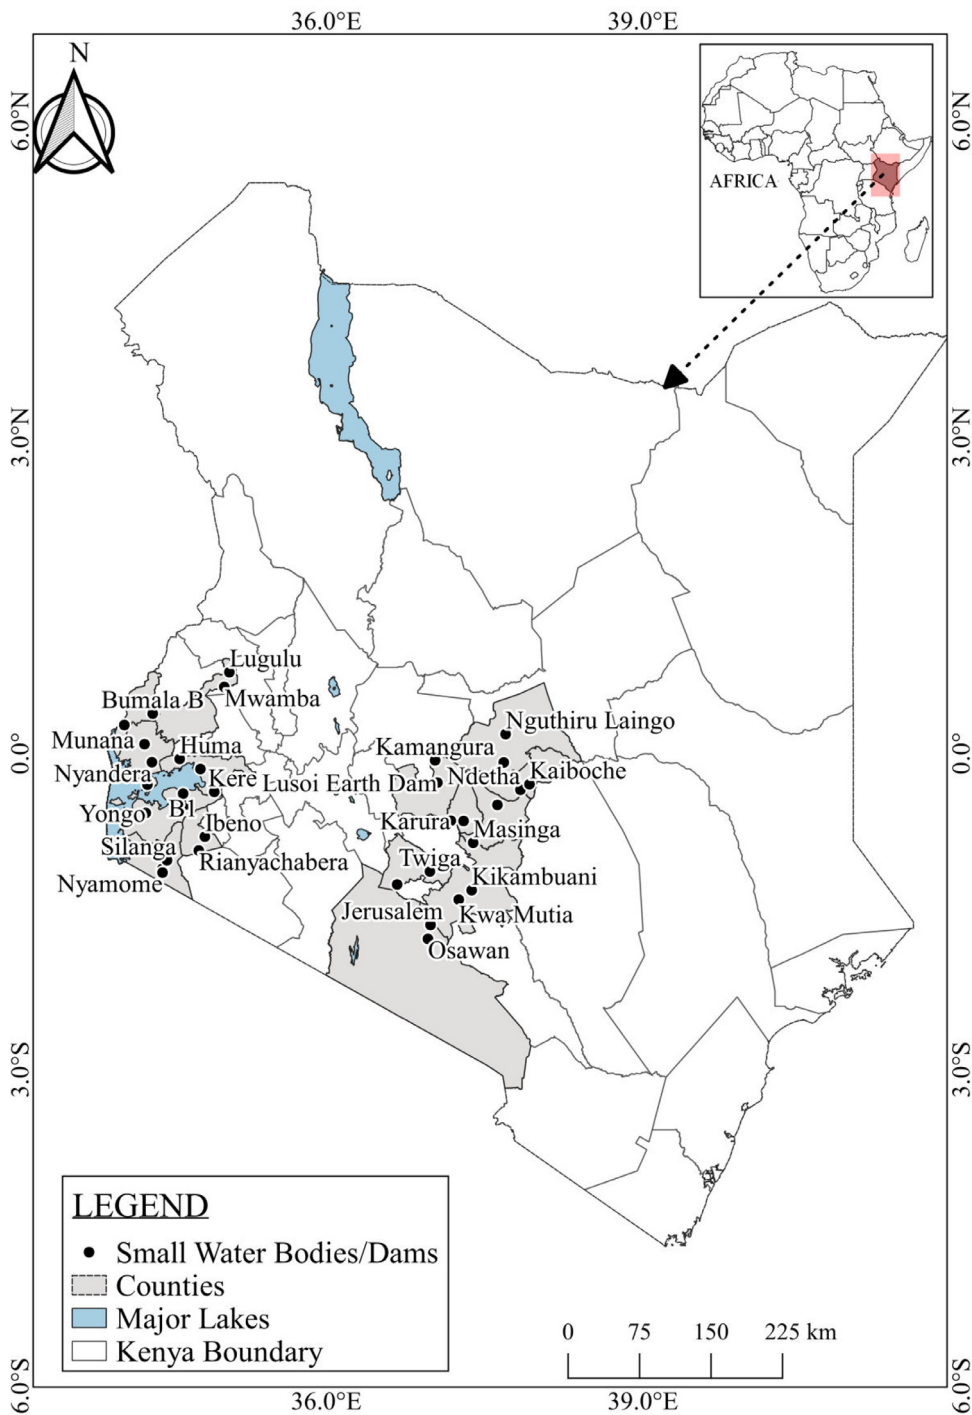 36.0°E 39.0°E
N
6.0°N 6.0°N
AFRICA
3.0°N 3.0°N
Lugulu
Bumala B Mwamba
Nguthiru Laingo
Munana Huma Kamangura
0.0° 0.0°
Nyandera Kere Lusoi Earth Dam Ndetha Kaiboche
Yongo B1 Ibeno Karura Masinga
Silanga Rianyachabera Twiga
Nyamome Kikambuani
Jerusalem Kwa Mutia
Osawan
3.0°S 3.0°S
LEGEND
Small Water Bodies/Dams
Counties
Major Lakes
Kenya Boundary
0 75 150 225 km
6.0°S 6.0°S
36.0°E 39.0°E